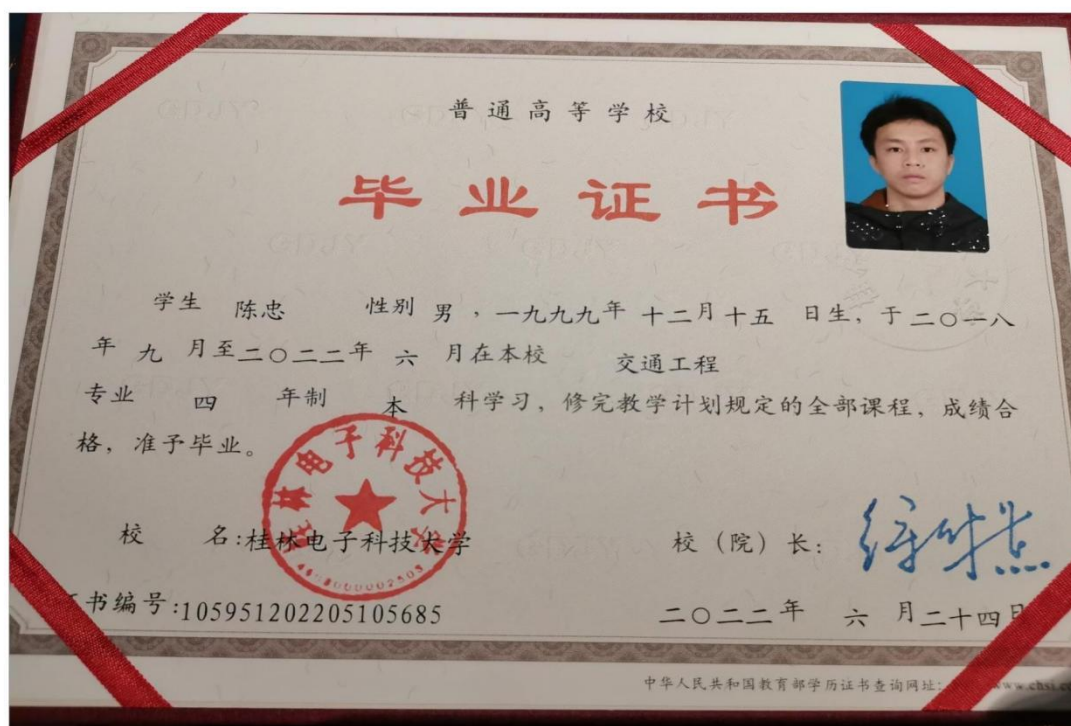 普通高等学校
毕业证书
学生 陈忠 性别 男，一九九九年 十二月十五 日生，于二〇一八
年 九 月至二〇二二年 六 月在本校 交通工程
专业 四 年制 本 科学习，修完教学计划规定的全部课程，成绩合
格，准予毕业。
桂林电子科技大学
校 名：桂林电子科技大学 校（院）长：
书编号：105951202205105685 二〇二二年 六 月二十四日
中华人民共和国教育部学历证书查询网址： www.chsi.co